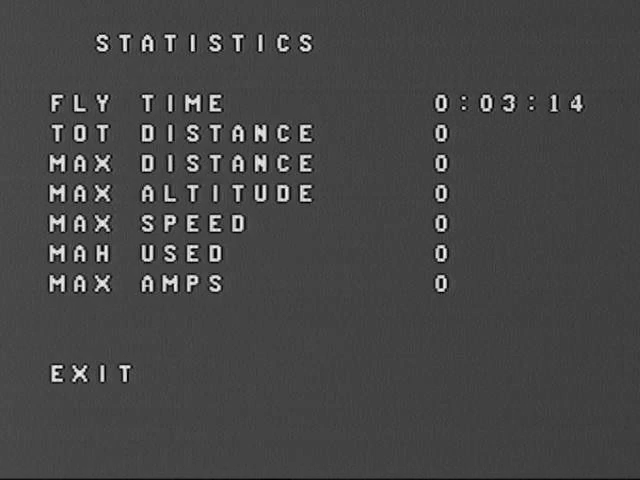 STATISTICS
FLY TIME 0:03:14
TOT DISTANCE 0
MAX DISTANCE 0
MAX ALTITUDE 0
MAX SPEED 0
MAH USED 0
MAX AMPS 0
EXIT